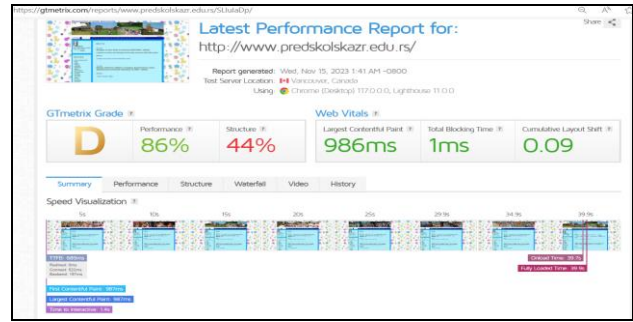 https://gtmetrix.com/reports/www.predskolskazr.edu.rs/SIJulaDp/
Latest Performance Report for:
Share
http://www.predskolskazr.edu.rs/
Report generated: Wed, Nov 15, 2023 1:41 AM -0800
Test Server Location: Vancouver, Canada
Using: Chrome (Desktop) 117.0.0.0, Lighthouse 11.0.0
GTmetrix Grade ?
Web Vitals ?
D
Performance ?
86%
Structure ?
44%
Largest Contentful Paint ?
986ms
Total Blocking Time ?
1ms
Cumulative Layout Shift ?
0.09
Summary Performance Structure Waterfall Video History
Speed Visualization ?
5s 10s 15s 20s 25s 29.9s 34.9s 39.9s
Onload Time: 39.7s
Fully Loaded Time: 39.9s
First Contentful Paint: 987ms
Largest Contentful Paint: 987ms
Time to Interactive: 1.4s